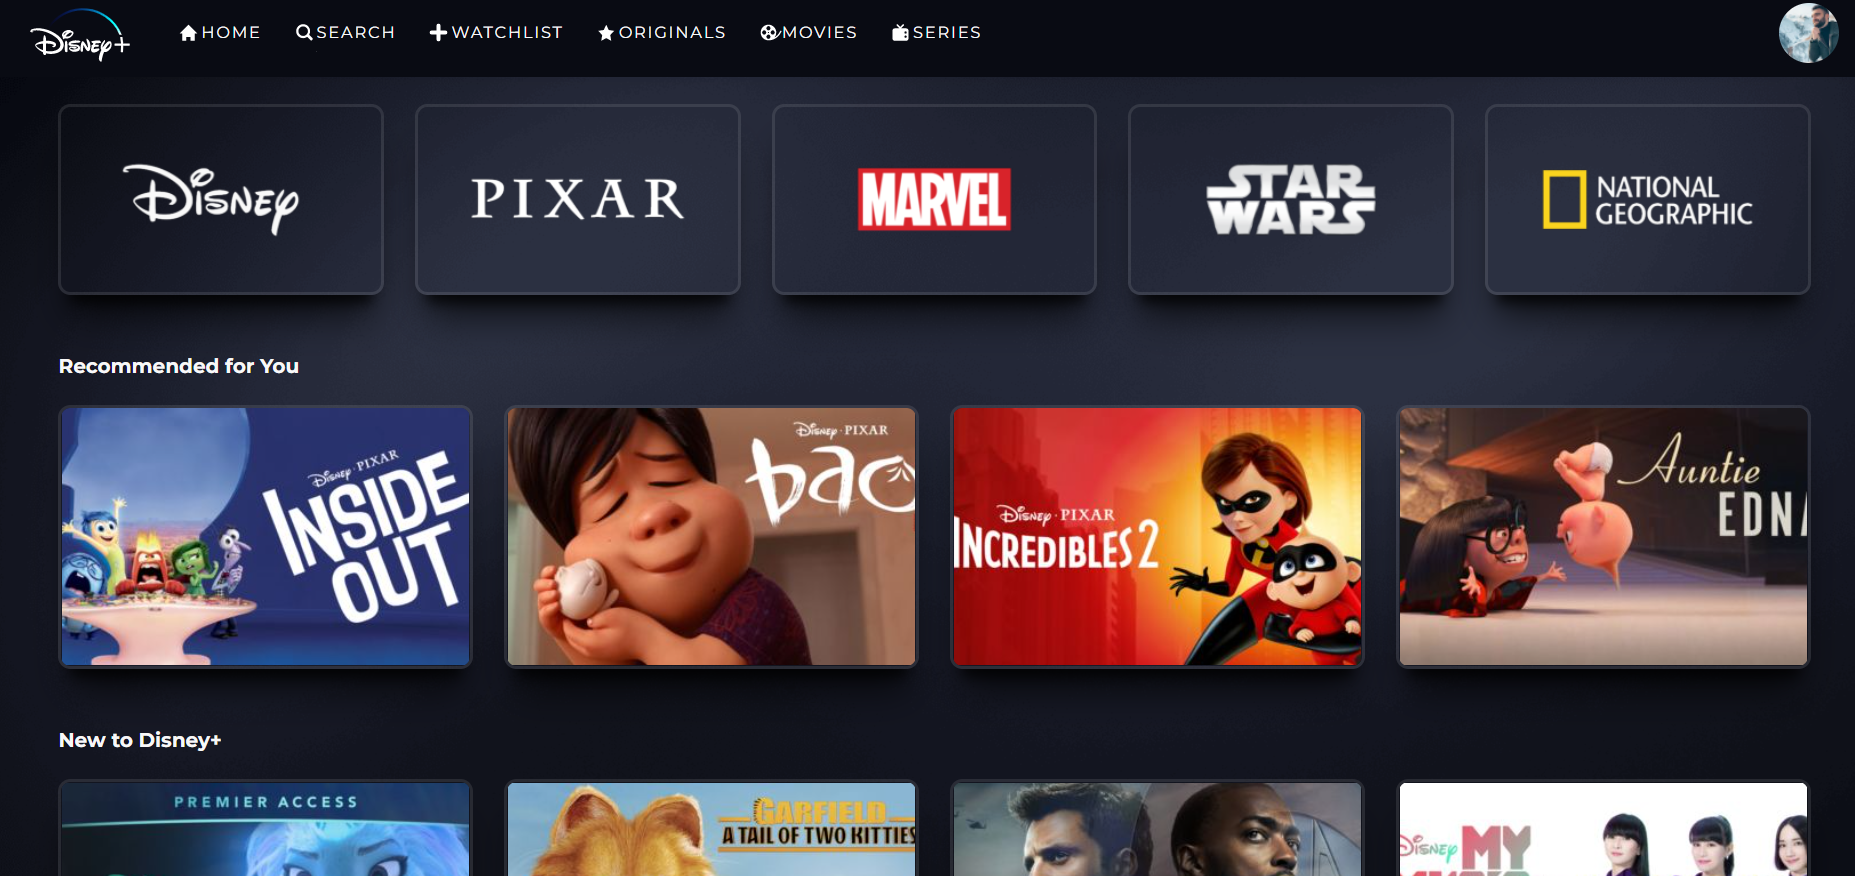 Disney+
HOME
SEARCH
WATCHLIST
ORIGINALS
MOVIES
SERIES
Disney
PIXAR
MARVEL
STAR
WARS
NATIONAL
GEOGRAPHIC
Recommended for You
Disney · PIXAR
INSIDE
OUT
Disney · PIXAR
bao
Disney · PIXAR
INCREDIBLES 2
Auntie
EDNA
New to Disney+
PREMIER ACCESS
GARFIELD
A TAIL OF TWO KITTIES
Disney MY